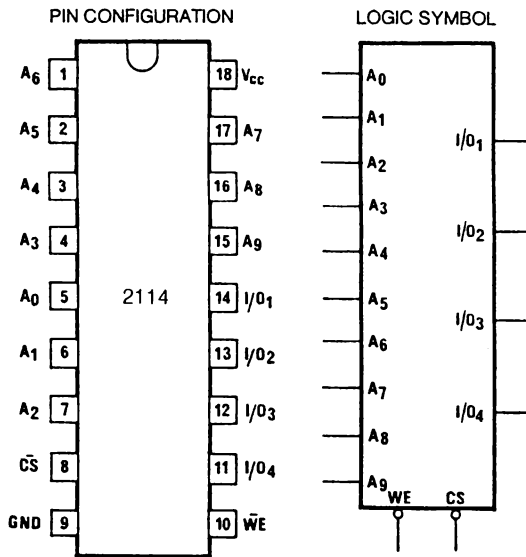 PIN CONFIGURATION
A6 1
A5 2
A4 3
A3 4
A0 5
A1 6
A2 7
C̅S̅ 8
GND 9
2114
18 Vcc
17 A7
16 A8
15 A9
14 I/O1
13 I/O2
12 I/O3
11 I/O4
10 W̅E̅
LOGIC SYMBOL
A0
A1
A2
A3
A4
A5
A6
A7
A8
A9
I/O1
I/O2
I/O3
I/O4
WE CS